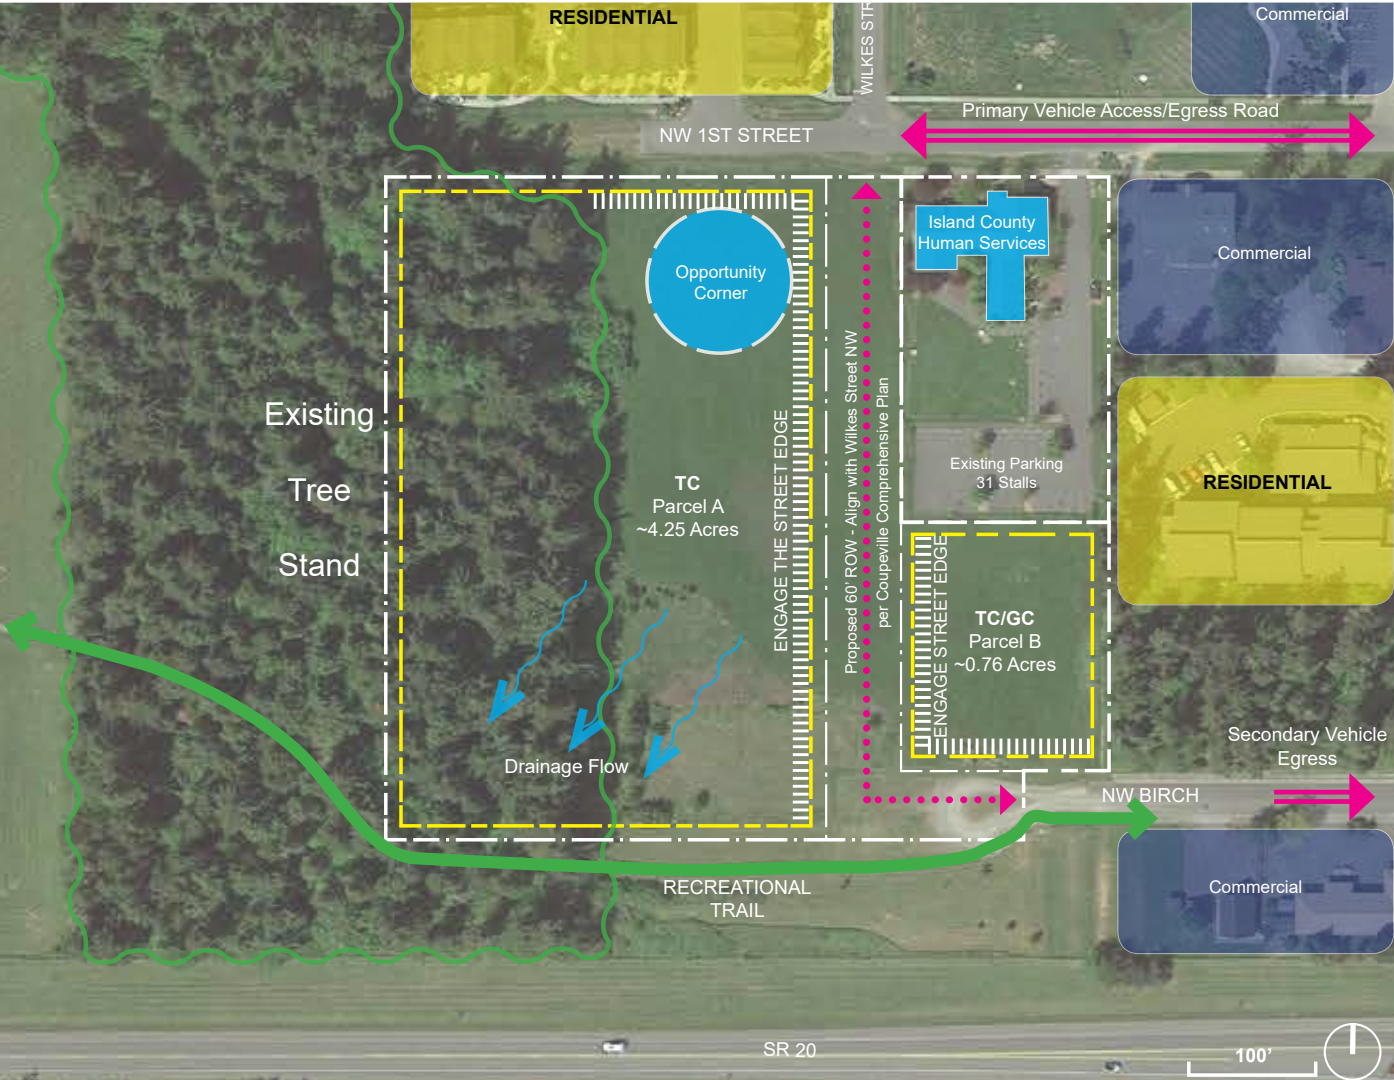 RESIDENTIAL
Commercial
WILKES STR
Primary Vehicle Access/Egress Road
NW 1ST STREET
Island County
Human Services
Opportunity
Corner
Commercial
Existing
Tree
Stand
TC
Parcel A
~4.25 Acres
ENGAGE THE STREET EDGE
Proposed 60' ROW - Align with Wilkes Street NW
per Coupeville Comprehensive Plan
Existing Parking
31 Stalls
RESIDENTIAL
ENGAGE STREET EDGE
TC/GC
Parcel B
~0.76 Acres
Drainage Flow
Secondary Vehicle
Egress
NW BIRCH
RECREATIONAL
TRAIL
Commercial
SR 20
100'